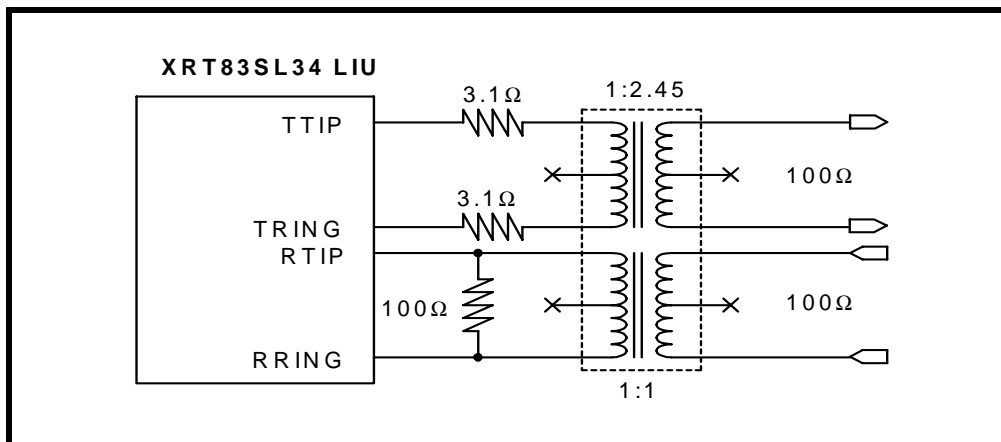 XRT83SL34 LIU
3.1Ω
1:2.45
TTIP
100Ω
3.1Ω
TRING
RTIP
100Ω
100Ω
RRING
1:1